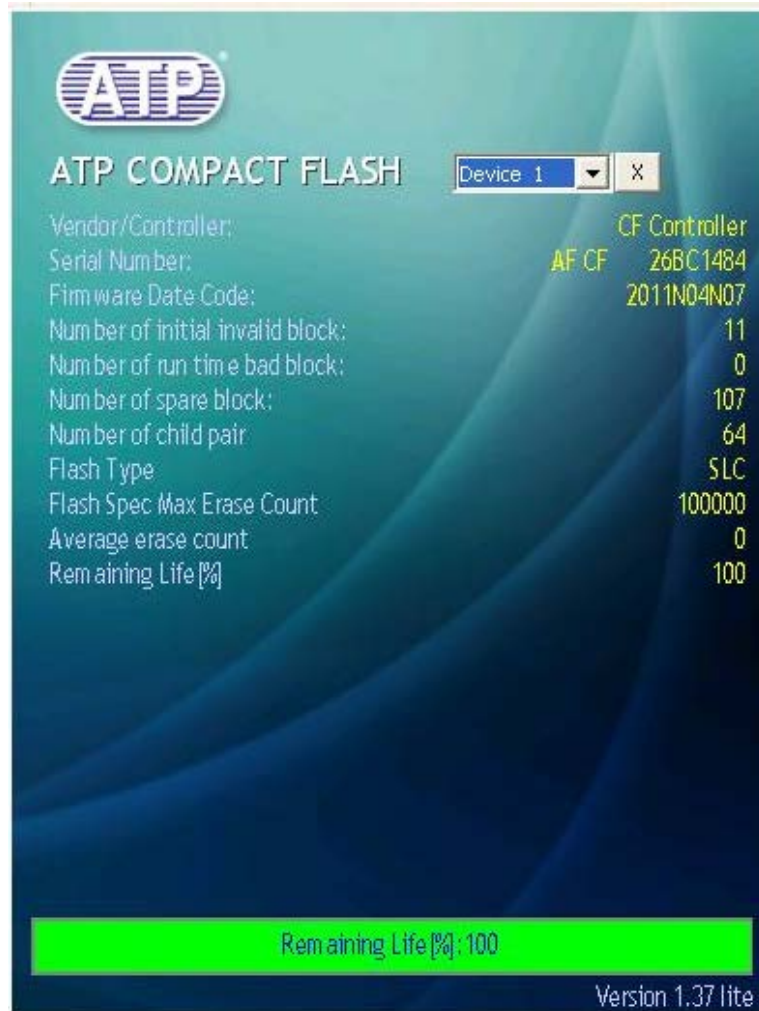 ATP
ATP COMPACT FLASH Device 1 X
Vendor/Controller: CF Controller
Serial Number: AF CF 26BC1484
Firmware Date Code: 2011N04N07
Number of initial invalid block: 11
Number of run time bad block: 0
Number of spare block: 107
Number of child pair 64
Flash Type SLC
Flash Spec Max Erase Count 100000
Average erase count 0
Remaining Life[%] 100
Remaining Life[%]:100
Version 1.37 lite